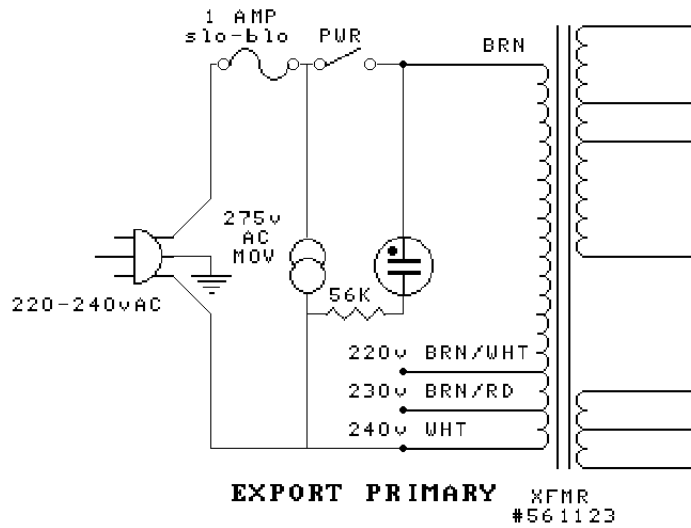 1 AMP
slo-blo
PWR
BRN
275v
AC
MOV
56K
220-240vAC
220v BRN/WHT
230v BRN/RD
240v WHT
EXPORT PRIMARY
XFMR
#561123